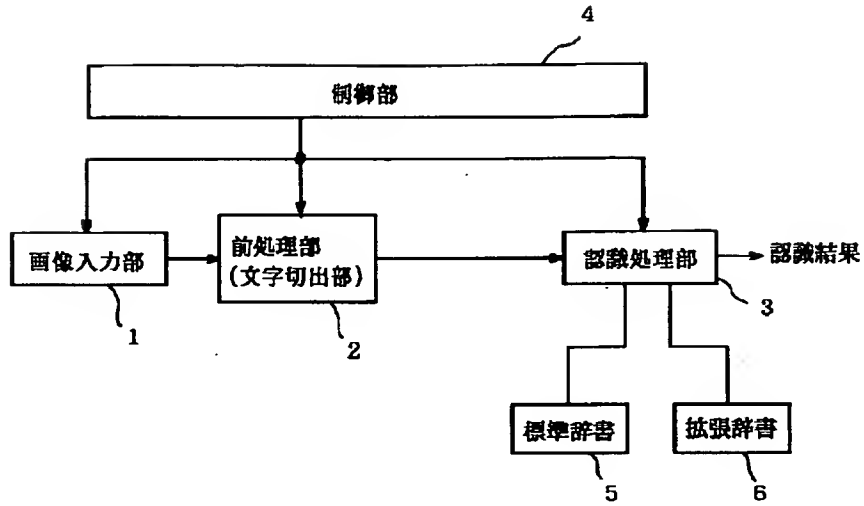 4
制御部
画像入力部
前処理部
(文字切出部)
認識処理部
認識結果
1
2
3
標準辞書
拡張辞書
5
6